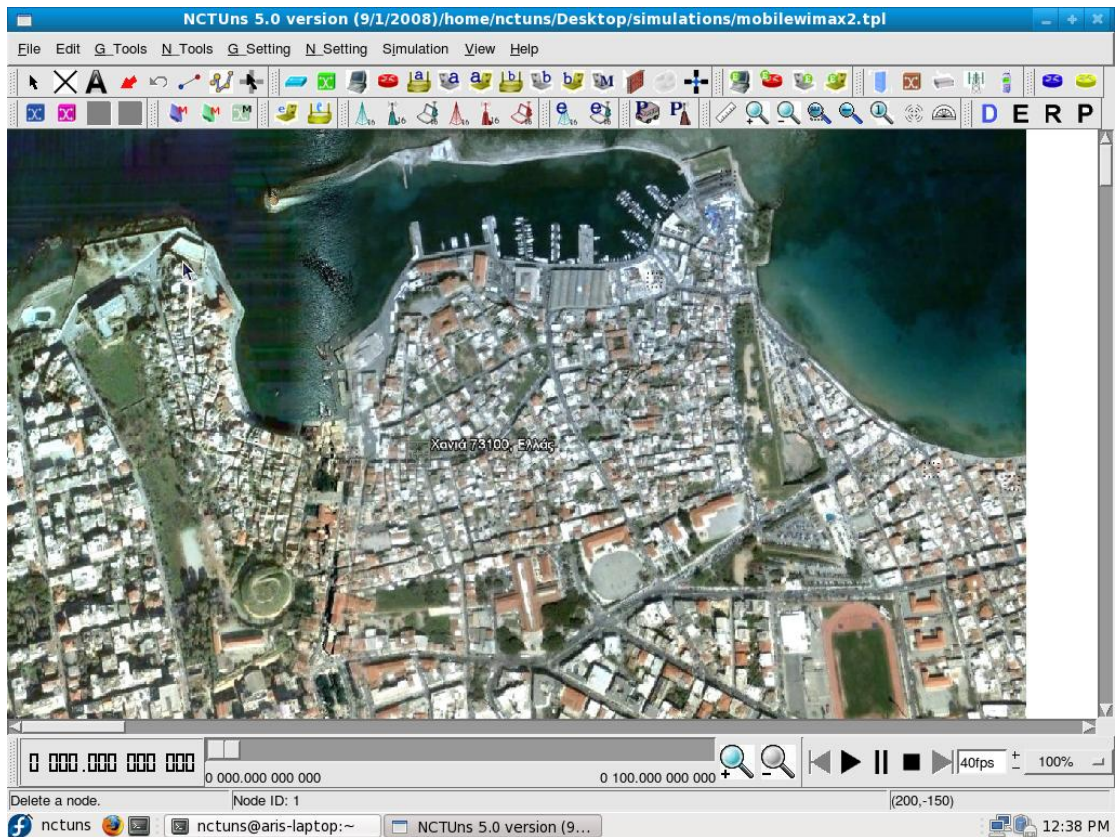 NCTUns 5.0 version (9/1/2008)/home/nctuns/Desktop/simulations/mobilewimax2.tpl
File Edit G_Tools N_Tools G_Setting N_Setting Simulation View Help
D E R P
Χανιά 73100, Ελλάς
0 000.000 000 000
0 000.000 000 000 0 100.000 000 000
40fps 100%
Delete a node. Node ID: 1 (200,-150)
nctuns nctuns@aris-laptop:~ NCTUns 5.0 version (9... 12:38 PM